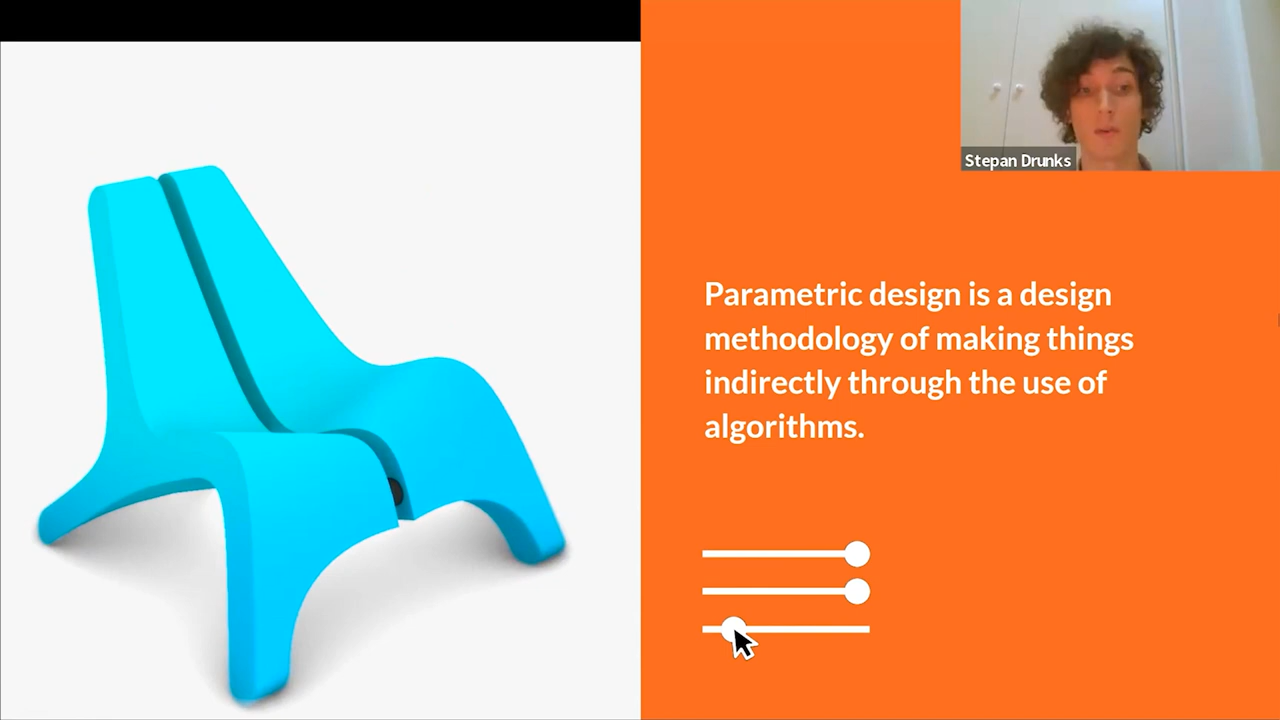 Stepan Drunks
Parametric design is a design
methodology of making things
indirectly through the use of
algorithms.